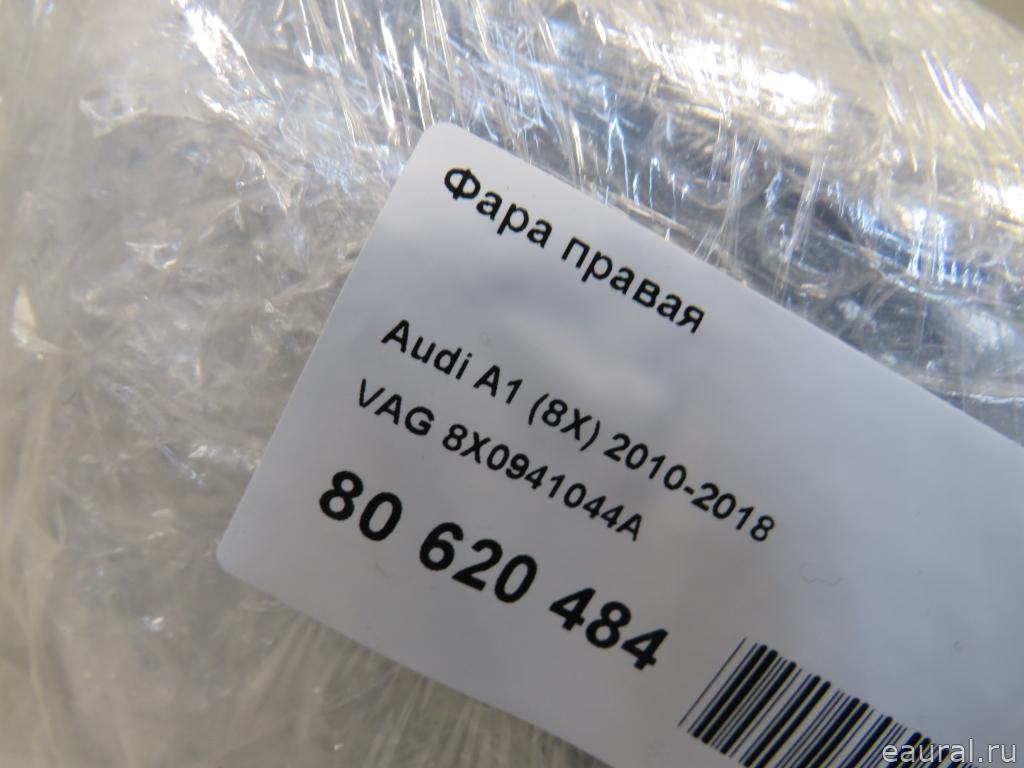 Фара правая
Audi A1 (8X) 2010-2018
VAG 8X0941044A
80 620 484
eaural.ru